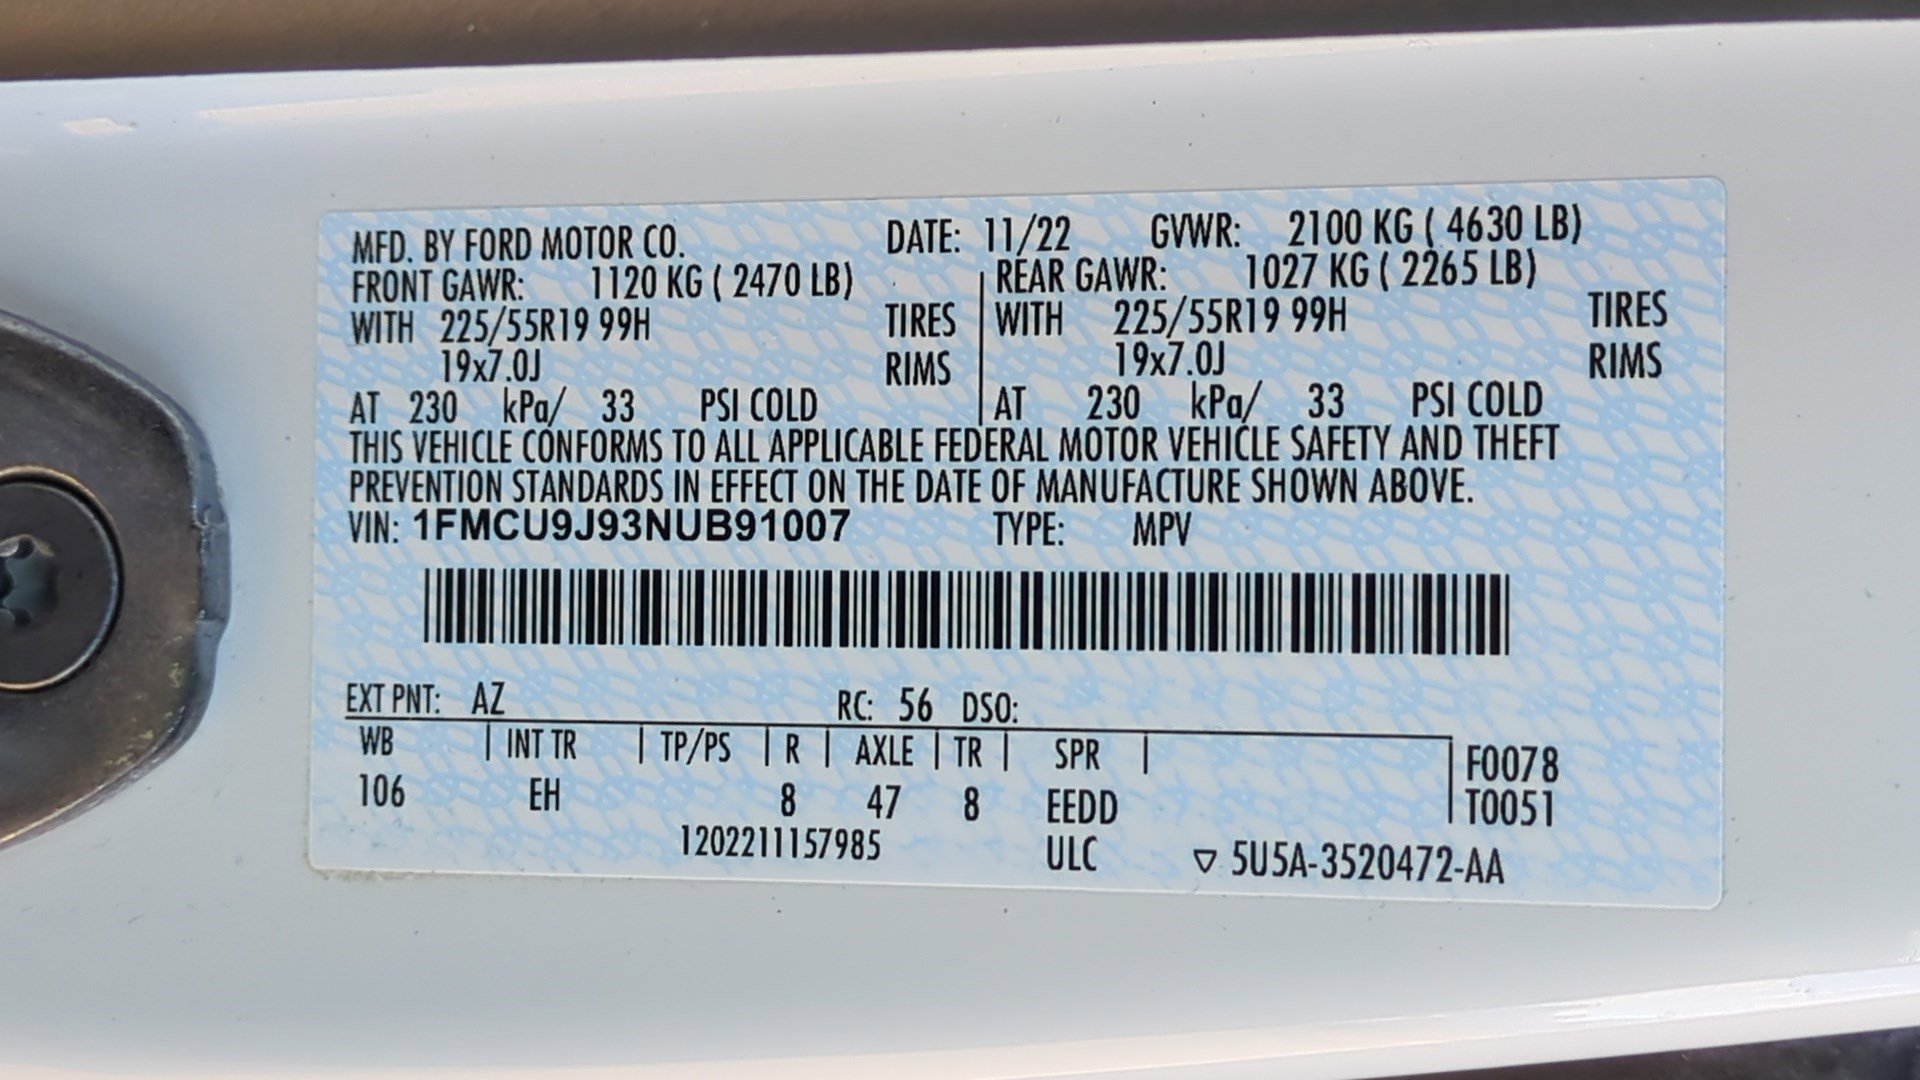 MFD. BY FORD MOTOR CO. DATE: 11/22 GVWR: 2100 KG ( 4630 LB)
FRONT GAWR: 1120 KG ( 2470 LB) REAR GAWR: 1027 KG ( 2265 LB)
WITH 225/55R19 99H TIRES WITH 225/55R19 99H TIRES
19x7.0J RIMS 19x7.0J RIMS
AT 230 kPa/ 33 PSI COLD AT 230 kPa/ 33 PSI COLD
THIS VEHICLE CONFORMS TO ALL APPLICABLE FEDERAL MOTOR VEHICLE SAFETY AND THEFT
PREVENTION STANDARDS IN EFFECT ON THE DATE OF MANUFACTURE SHOWN ABOVE.
VIN: 1FMCU9J93NUB91007 TYPE: MPV
EXT PNT: AZ RC: 56 DSO:
WB INT TR TP/PS R AXLE TR SPR F0078
106 EH 8 47 8 EEDD T0051
1202211157985 ULC ▽ 5U5A-3520472-AA